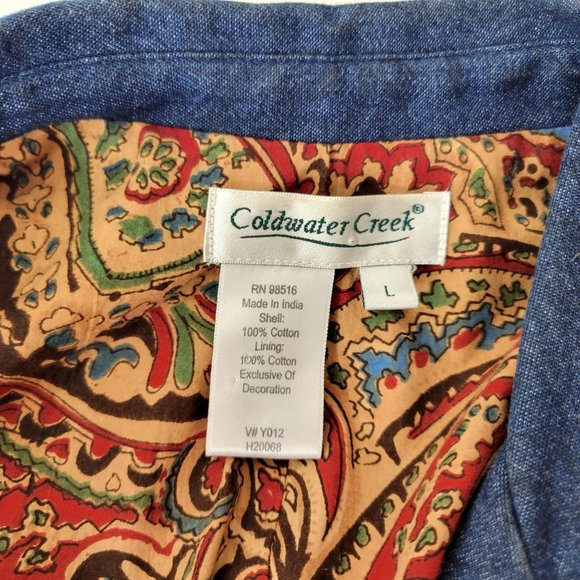 Coldwater Creek®
L
RN 98516
Made In India
Shell:
100% Cotton
Lining:
100% Cotton
Exclusive Of
Decoration
V# Y012
H20068